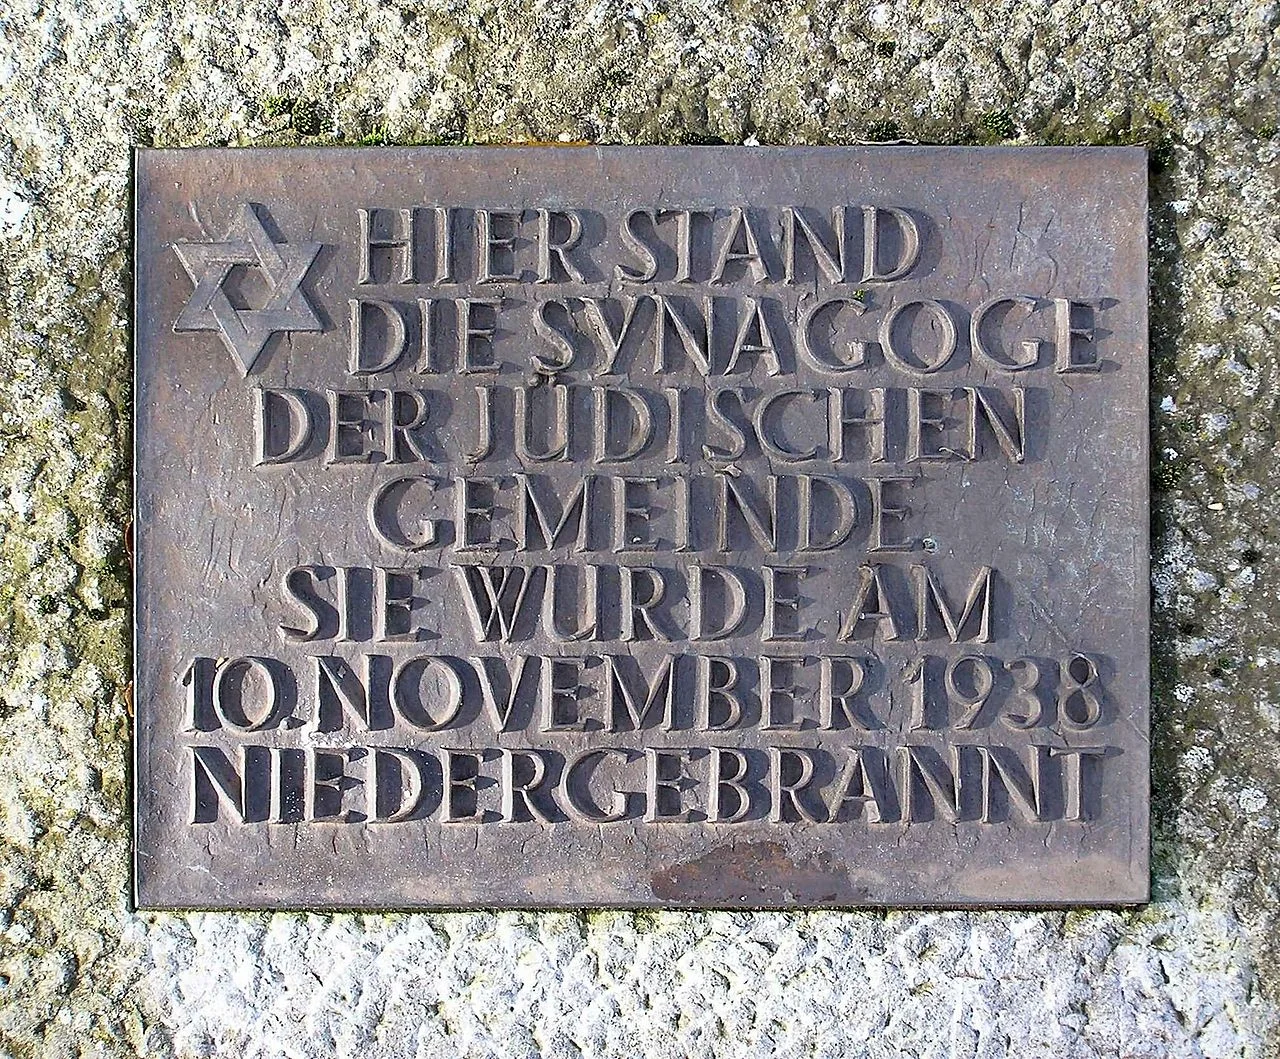 HIER STAND
DIE SYNAGOGE
DER JÜDISCHEN
GEMEINDE.
SIE WURDE AM
10. NOVEMBER 1938
NIEDERGEBRANNT